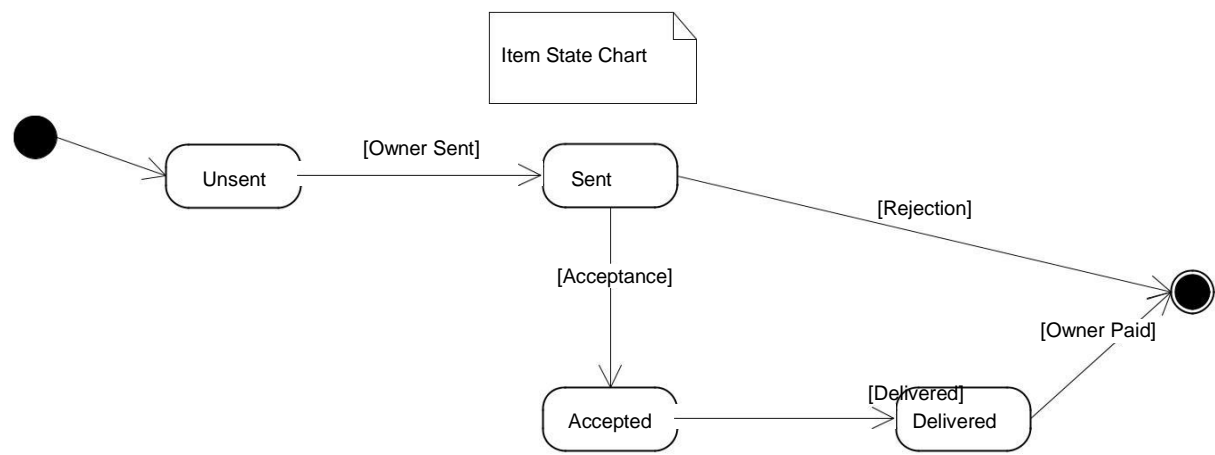 Item State Chart
[Owner Sent]
Unsent
Sent
[Rejection]
[Acceptance]
[Owner Paid]
[Delivered]
Accepted
Delivered